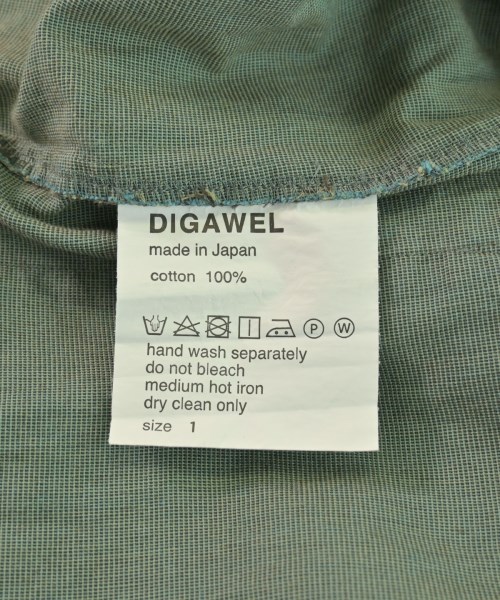 DIGAWEL
made in Japan
cotton 100%
P W
hand wash separately
do not bleach
medium hot iron
dry clean only
size 1